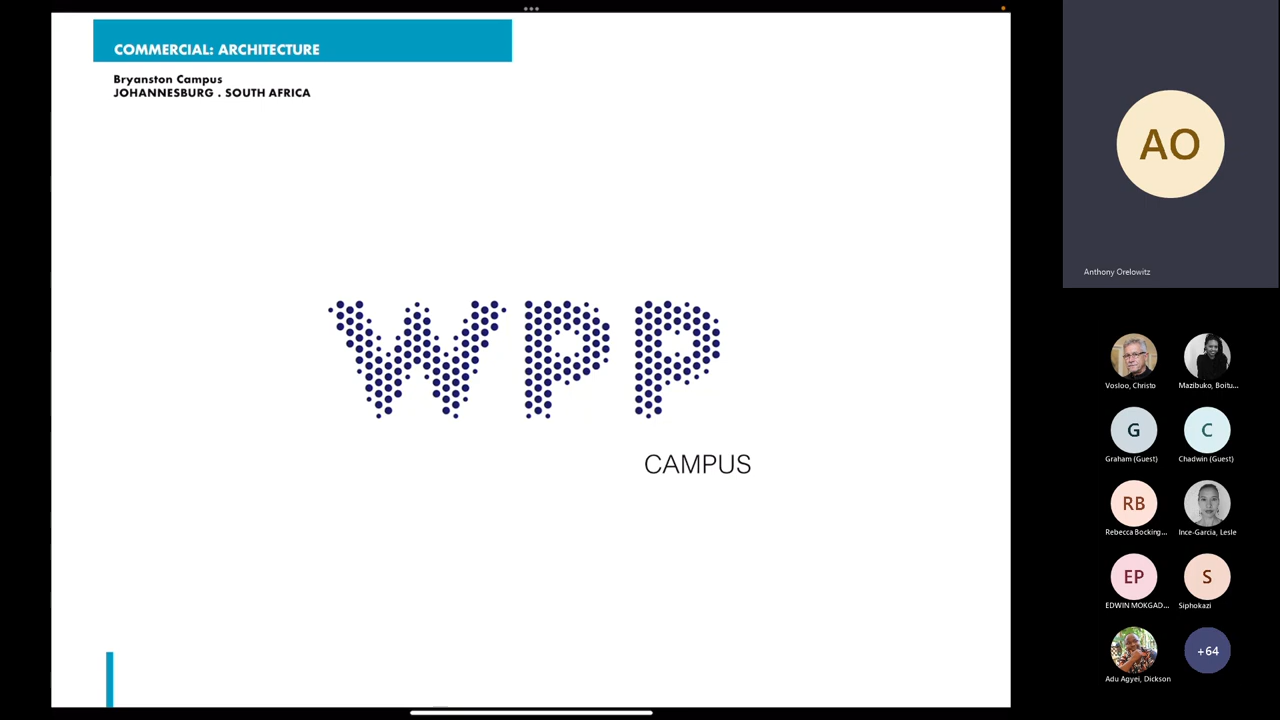 COMMERCIAL: ARCHITECTURE
Bryanston Campus
JOHANNESBURG . SOUTH AFRICA
WPP
CAMPUS
AO
Anthony Orelowitz
Vosloo, Christo
Mazibuko, Boitu...
G
C
Graham (Guest)
Chadwin (Guest)
RB
Rebecca Bocking...
Ince-Garcia, Lesle
EP
S
EDWIN MOKGAD...
Siphokazi
+64
Adu Agyei, Dickson